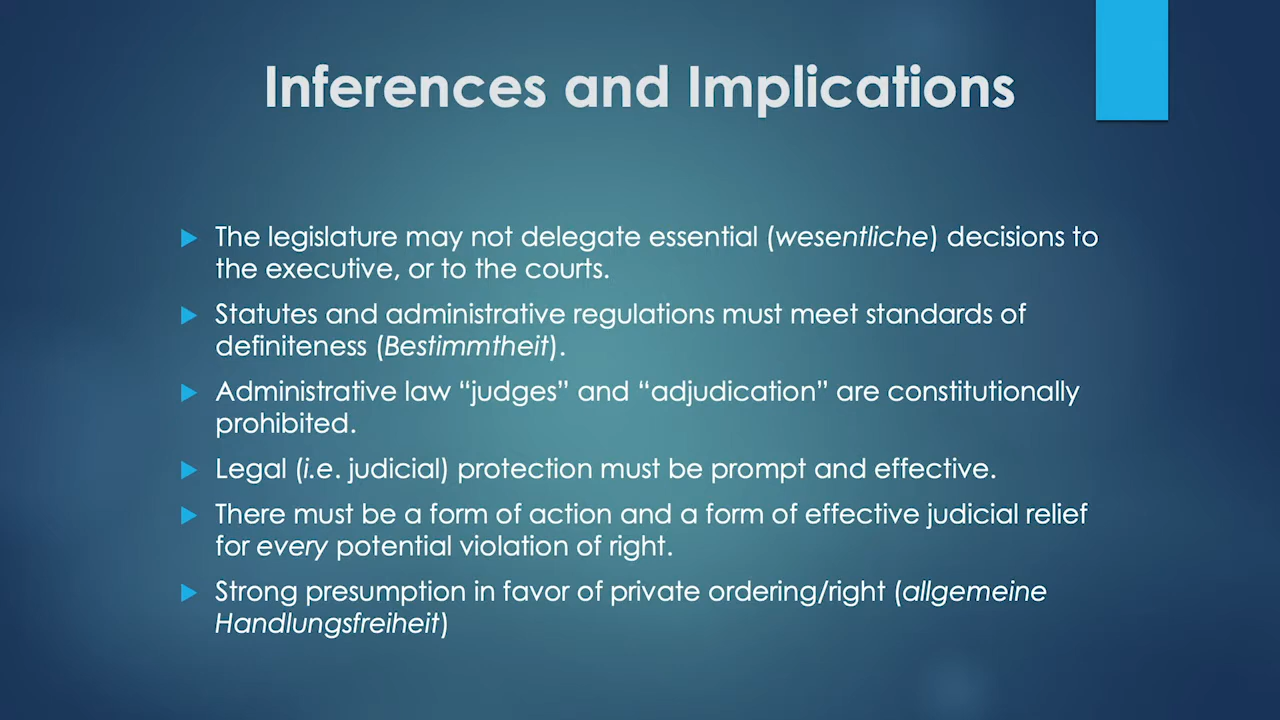 Inferences and Implications
The legislature may not delegate essential (wesentliche) decisions to
the executive, or to the courts.
Statutes and administrative regulations must meet standards of
definiteness (Bestimmtheit).
Administrative law “judges” and “adjudication” are constitutionally
prohibited.
Legal (i.e. judicial) protection must be prompt and effective.
There must be a form of action and a form of effective judicial relief
for every potential violation of right.
Strong presumption in favor of private ordering/right (allgemeine
Handlungsfreiheit)